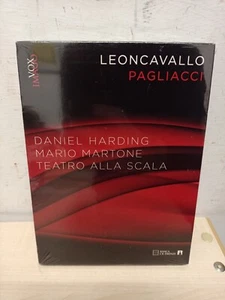 VOX
LEONCAVALLO
PAGLIACCI
DANIEL HARDING
MARIO MARTONE
TEATRO ALLA SCALA